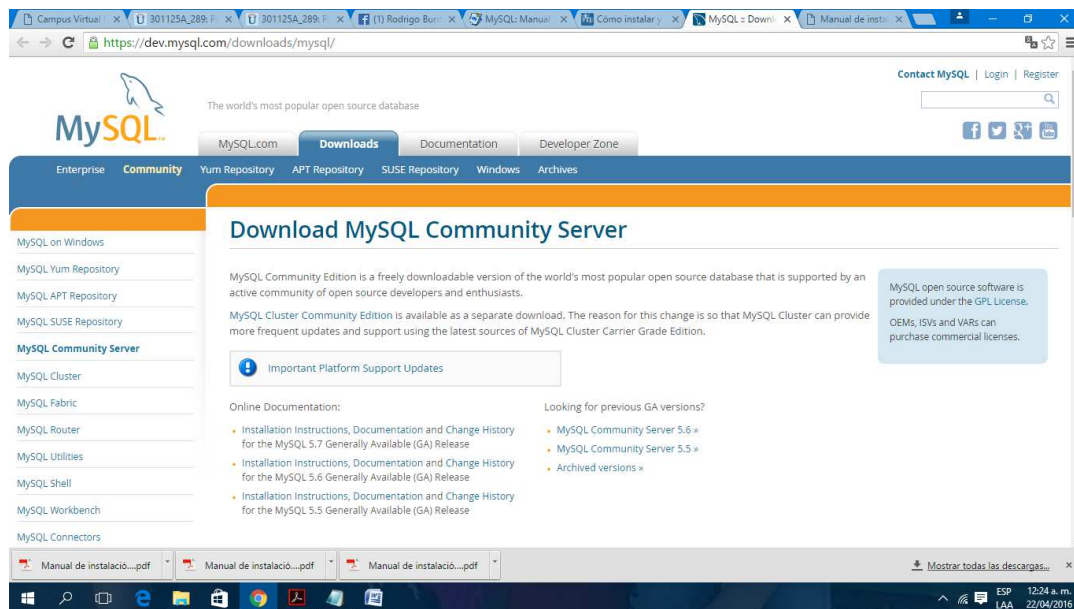 Campus Virtual
301125A_289: P
301125A_289: P
(1) Rodrigo Bur
MySQL: Manual
Cómo instalar y
MySQL :: Downl
Manual de insta
https://dev.mysql.com/downloads/mysql/
Contact MySQL | Login | Register
MySQL
The world's most popular open source database
MySQL.com Downloads Documentation Developer Zone
Enterprise Community Yum Repository APT Repository SUSE Repository Windows Archives
MySQL on Windows
MySQL Yum Repository
MySQL APT Repository
MySQL SUSE Repository
MySQL Community Server
MySQL Cluster
MySQL Fabric
MySQL Router
MySQL Utilities
MySQL Shell
MySQL Workbench
MySQL Connectors
Download MySQL Community Server
MySQL Community Edition is a freely downloadable version of the world's most popular open source database that is supported by an
active community of open source developers and enthusiasts.
MySQL Cluster Community Edition is available as a separate download. The reason for this change is so that MySQL Cluster can provide
more frequent updates and support using the latest sources of MySQL Cluster Carrier Grade Edition.
Important Platform Support Updates
Online Documentation:
Installation Instructions, Documentation and Change History
for the MySQL 5.7 Generally Available (GA) Release
Installation Instructions, Documentation and Change History
for the MySQL 5.6 Generally Available (GA) Release
Installation Instructions, Documentation and Change History
for the MySQL 5.5 Generally Available (GA) Release
Looking for previous GA versions?
MySQL Community Server 5.6 »
MySQL Community Server 5.5 »
Archived versions »
MySQL open source software is
provided under the GPL License.
OEMs, ISVs and VARs can
purchase commercial licenses.
Manual de instalació....pdf
Manual de instalació....pdf
Manual de instalació....pdf
Mostrar todas las descargas...
ESP
LAA
12:24 a. m.
22/04/2016